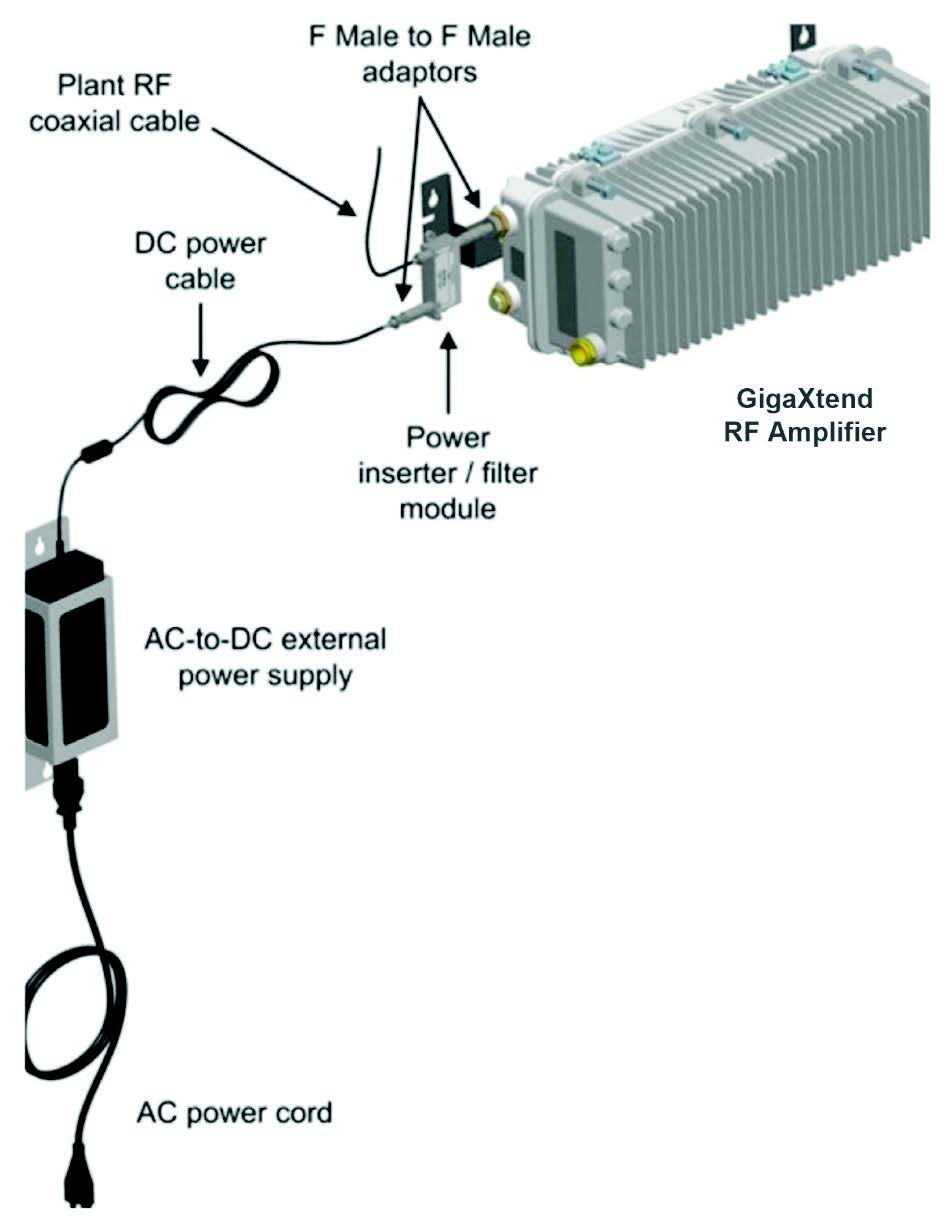 F Male to F Male
adaptors
Plant RF
coaxial cable
DC power
cable
GigaXtend
RF Amplifier
Power
inserter / filter
module
AC-to-DC external
power supply
AC power cord